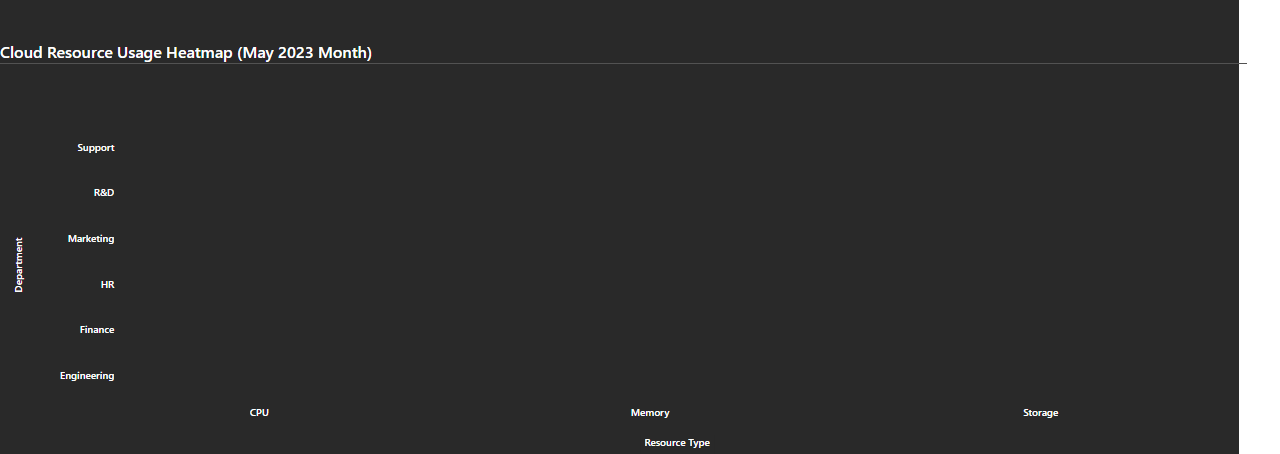 Cloud Resource Usage Heatmap (May 2023 Month)
Support
R&D
Marketing
Department
HR
Finance
Engineering
CPU Memory Storage
Resource Type